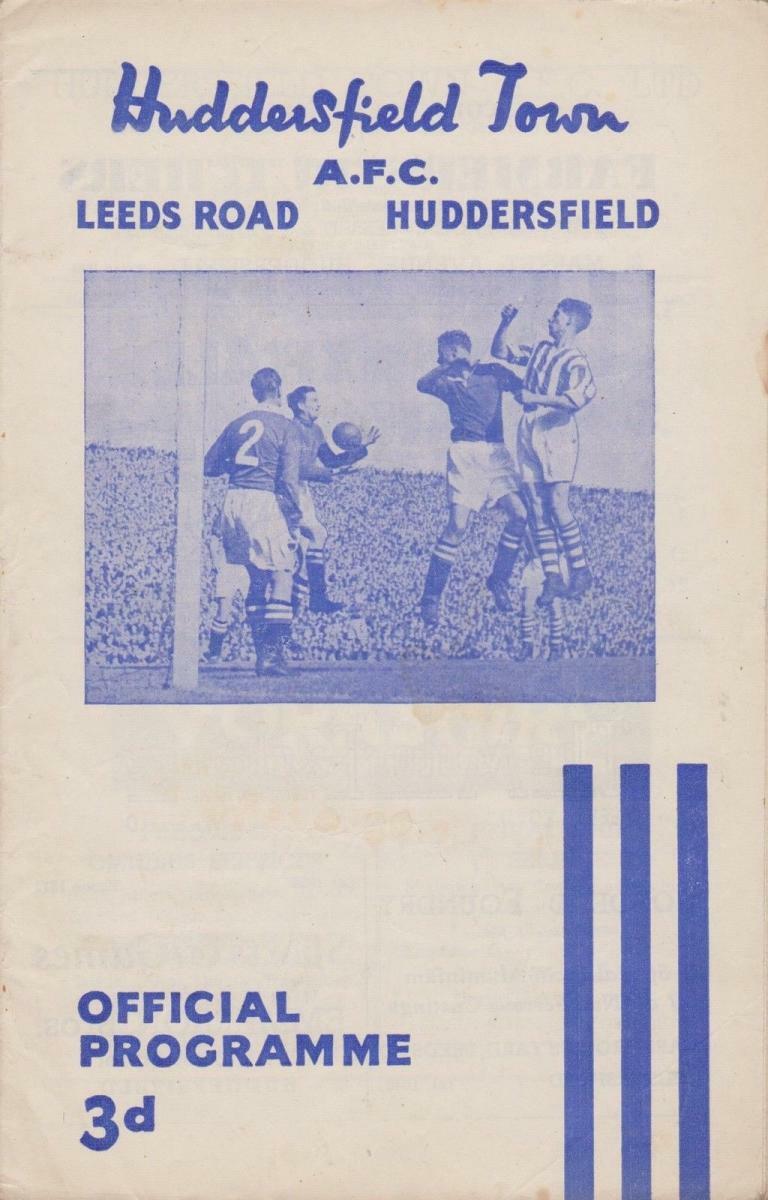 Huddersfield Town
A.F.C.
LEEDS ROAD HUDDERSFIELD
2
OFFICIAL
PROGRAMME
3d